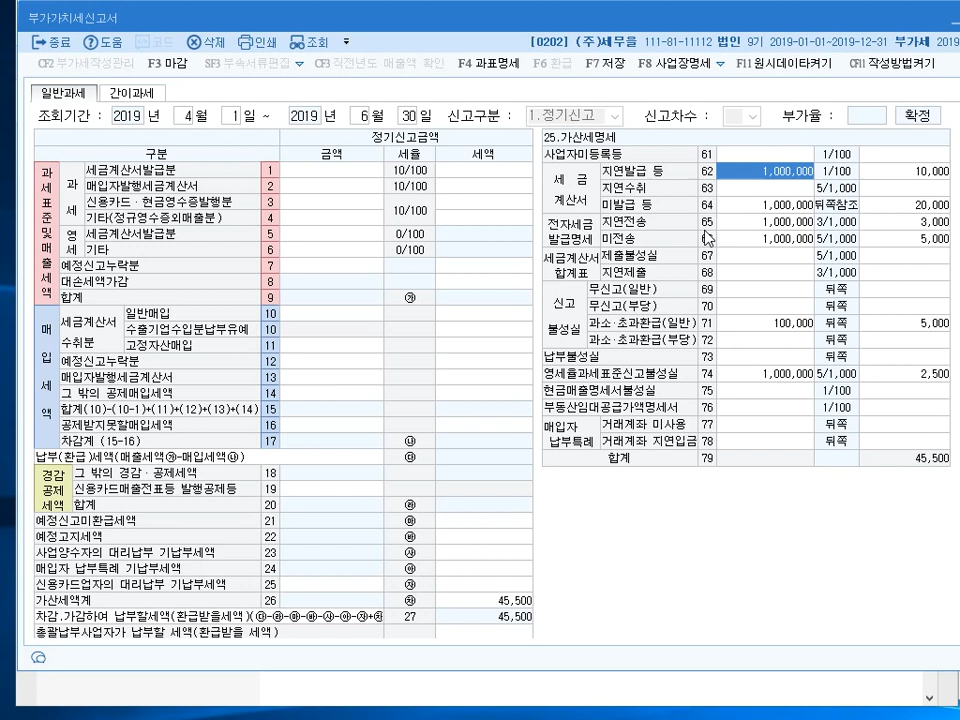 부가가치세신고서
종료 도움 코드 삭제 인쇄 조회 [0202] (주)세무을 111-81-11112 법인 9기 2019-01-01~2019-12-31 부가세 2019
CF2 부가세작성관리 F3 마감 SF3 부속서류편집 CF3 직전년도 매출액 확인 F4 과표명세 F6 환급 F7 저장 F8 사업장명세 F11 원시데이타켜기 CF11 작성방법켜기
일반과세 간이과세
조회기간 : 2019 년 4 월 1 일 ~ 2019 년 6 월 30 일 신고구분 : 1.정기신고 신고차수 : 부가율 : 확정
정기신고금액
구분 금액 세율 세액
과세표준및매출세액
과세 세금계산서발급분 1 10/100
매입자발행세금계산서 2 10/100
신용카드·현금영수증발행분 3 10/100
기타(정규영수증외매출분) 4
영세 세금계산서발급분 5 0/100
기타 6 0/100
예정신고누락분 7
대손세액가감 8
합계 9 ㉮
매입세액
세금계산서수취분 일반매입 10
수출기업수입분납부유예 10
고정자산매입 11
예정신고누락분 12
매입자발행세금계산서 13
그 밖의 공제매입세액 14
합계(10)-(10-1)+(11)+(12)+(13)+(14) 15
공제받지못할매입세액 16
차감계 (15-16) 17 ㉯
납부(환급)세액(매출세액㉮-매입세액㉯) ㉰
경감공제세액
그 밖의 경감·공제세액 18
신용카드매출전표등 발행공제등 19
합계 20 ㉱
예정신고미환급세액 21 ㉲
예정고지세액 22 ㉳
사업양수자의 대리납부 기납부세액 23 ㉴
매입자 납부특례 기납부세액 24 ㉵
신용카드업자의 대리납부 기납부세액 25 ㉶
가산세액계 26 ㉷ 45,500
차감.가감하여 납부할세액(환급받을세액)(㉰-㉱-㉲-㉳-㉴-㉵-㉶+㉷ 27 45,500
총괄납부사업자가 납부할 세액(환급받을 세액)
25.가산세명세
사업자미등록등 61 1/100
세금계산서 지연발급 등 62 1,000,000 1/100 10,000
지연수취 63 5/1,000
미발급 등 64 1,000,000 뒤쪽참조 20,000
전자세금발급명세 지연전송 65 1,000,000 3/1,000 3,000
미전송 1,000,000 5/1,000 5,000
세금계산서합계표 제출불성실 67 5/1,000
지연제출 68 3/1,000
신고불성실 무신고(일반) 69 뒤쪽
무신고(부당) 70 뒤쪽
과소·초과환급(일반) 71 100,000 뒤쪽 5,000
과소·초과환급(부당) 72 뒤쪽
납부불성실 73 뒤쪽
영세율과세표준신고불성실 74 1,000,000 5/1,000 2,500
현금매출명세서불성실 75 1/100
부동산임대공급가액명세서 76 1/100
매입자납부특례 거래계좌 미사용 77 뒤쪽
거래계좌 지연입금 78 뒤쪽
합계 79 45,500